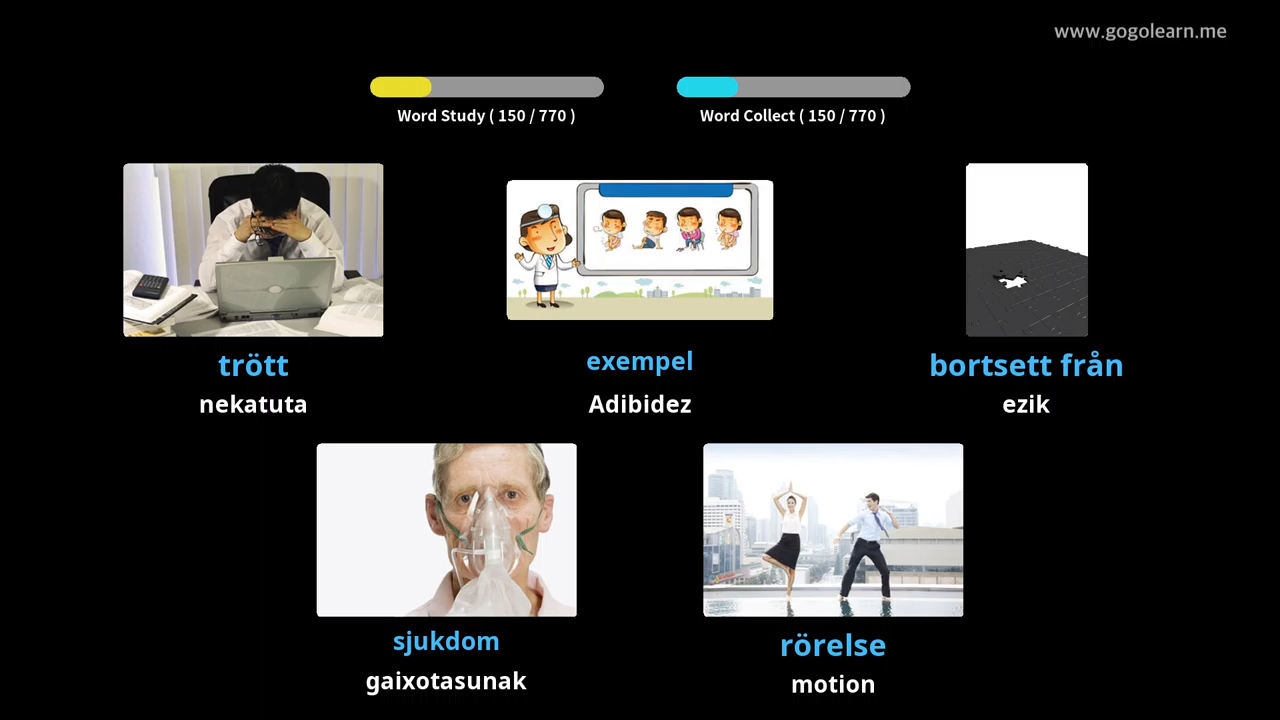 www.gogolearn.me
Word Study ( 150 / 770 )
Word Collect ( 150 / 770 )
trött
nekatuta
exempel
Adibidez
bortsett från
ezik
sjukdom
gaixotasunak
rörelse
motion